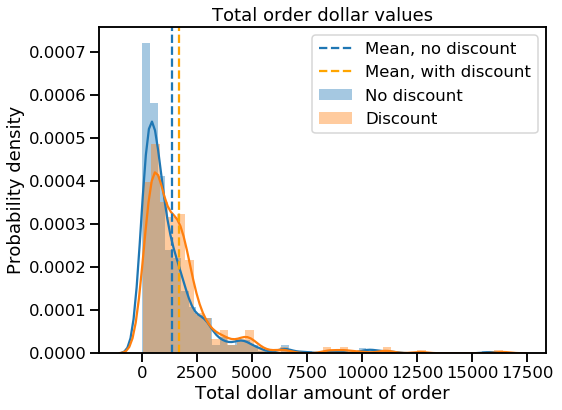 Total order dollar values
Mean, no discount
Mean, with discount
No discount
Discount
Probability density
0.0007
0.0006
0.0005
0.0004
0.0003
0.0002
0.0001
0.0000
0 2500 5000 7500 10000 12500 15000 17500
Total dollar amount of order